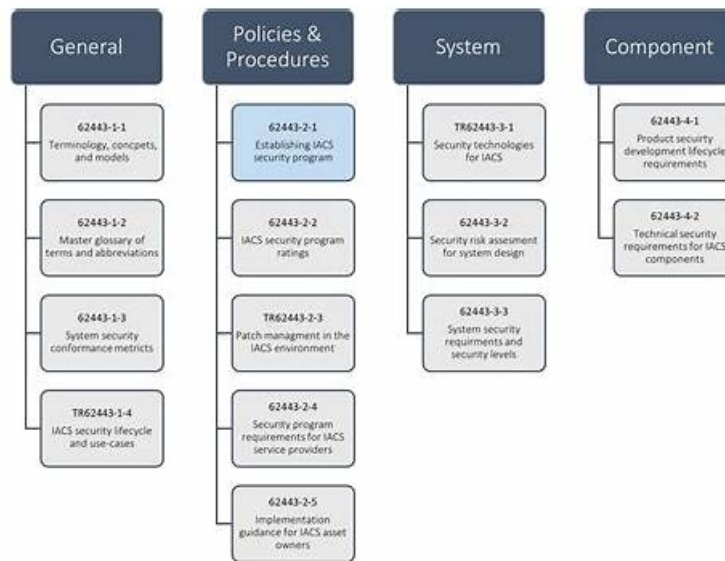 General
62443-1-1
Terminology, concpets,
and models
62443-1-2
Master glossary of
terms and abbreviations
62443-1-3
System security
conformance metricts
TR62443-1-4
IACS security lifecycle
and use-cases
Policies &
Procedures
62443-2-1
Establishing IACS
security program
62443-2-2
IACS security program
ratings
TR62443-2-3
Patch managment in the
IACS environment
62443-2-4
Security program
requirements for IACS
service providers
62443-2-5
Implementation
guidance for IACS asset
owners
System
TR62443-3-1
Security technologies
for IACS
62443-3-2
Security risk assesment
for system design
62443-3-3
System security
requirments and
security levels
Component
62443-4-1
Product secuirty
development lifecycle
requirements
62443-4-2
Technical security
requirements for IACS
components